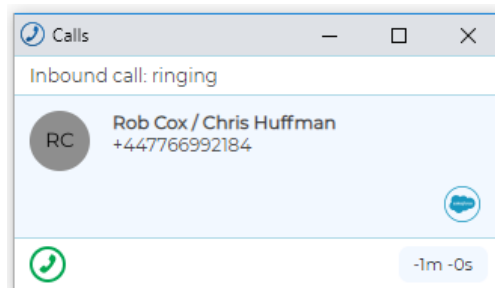 Calls
Inbound call: ringing
RC
Rob Cox / Chris Huffman
+447766992184
-1m -0s